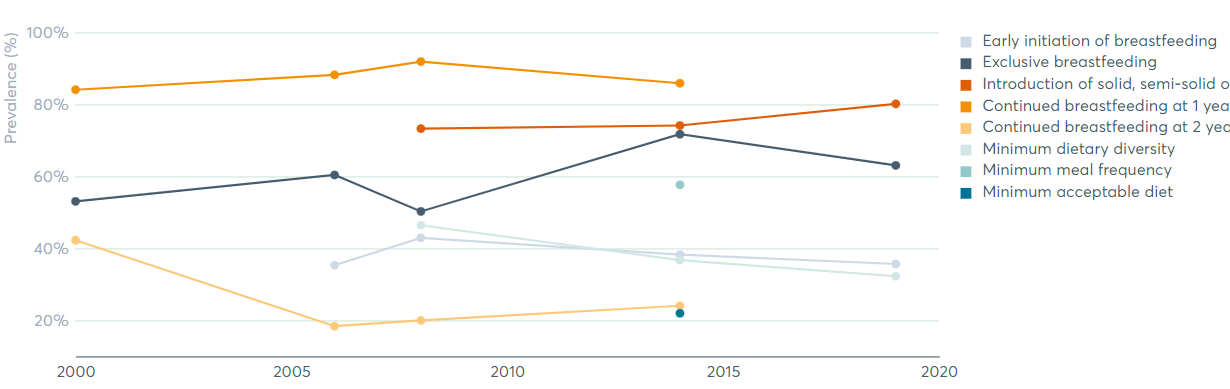 100%
80%
60%
40%
20%
Prevalence (%)
2000 2005 2010 2015 2020
Early initiation of breastfeeding
Exclusive breastfeeding
Introduction of solid, semi-solid o
Continued breastfeeding at 1 yea
Continued breastfeeding at 2 yea
Minimum dietary diversity
Minimum meal frequency
Minimum acceptable diet